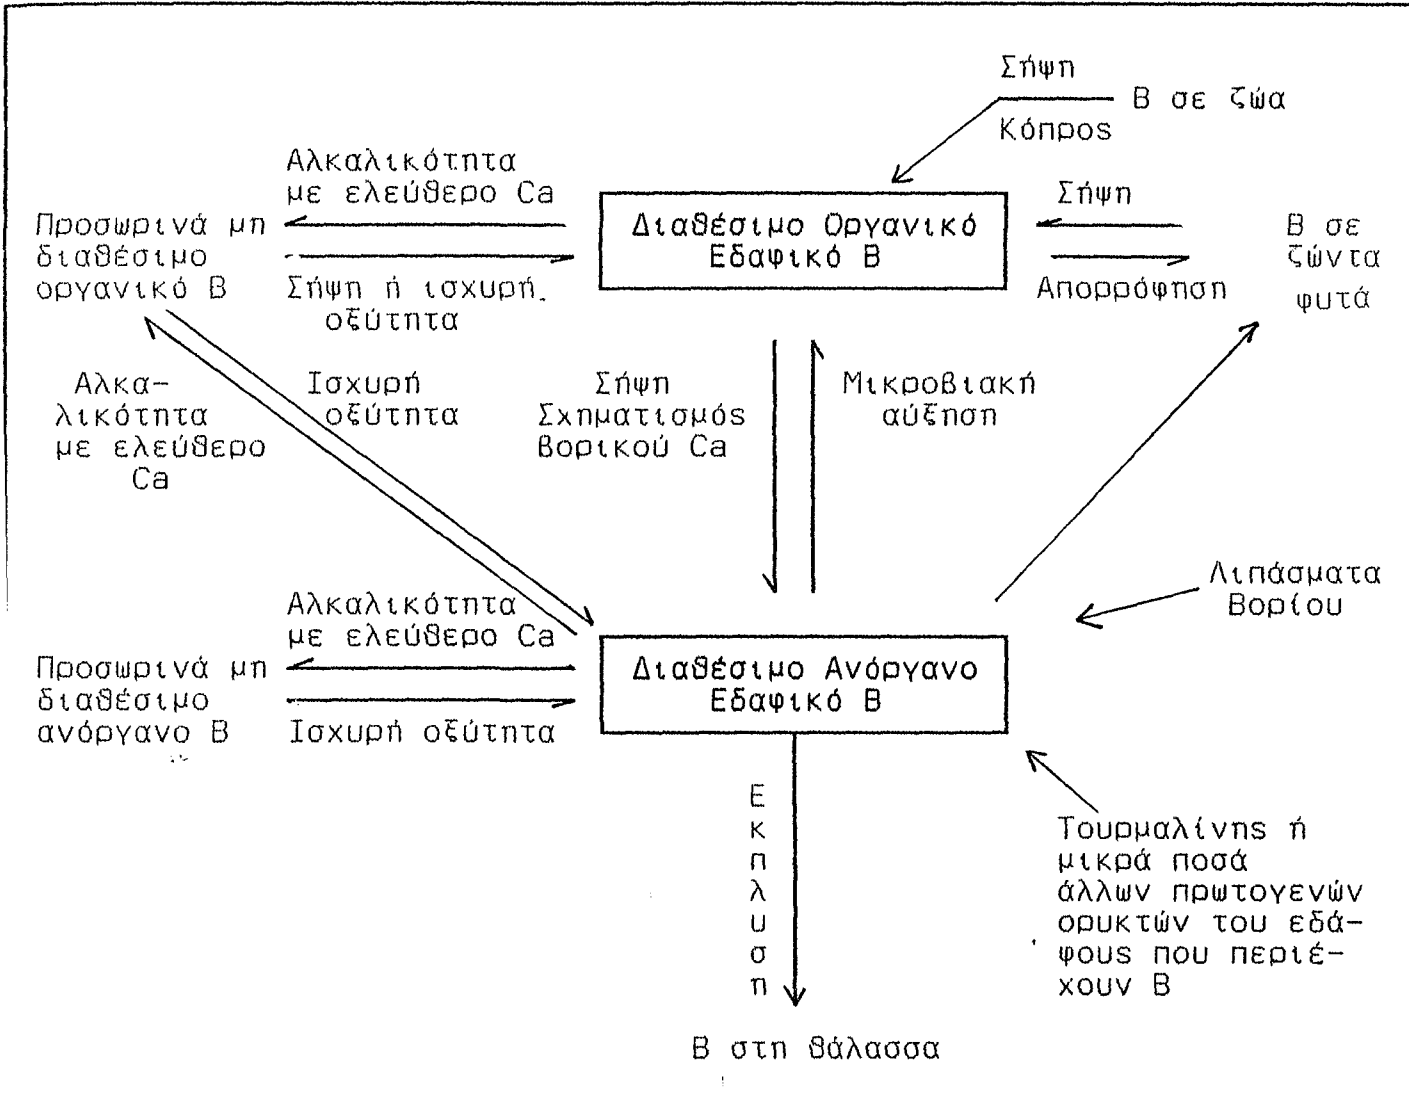 Σήψη
Β σε ζώα
Κόπρος
Αλκαλικότητα
με ελεύθερο Ca
Προσωρινά μη
διαθέσιμο
οργανικό Β
Σήψη ή ισχυρή
οξύτητα
Διαθέσιμο Οργανικό
Εδαφικό Β
Σήψη
Απορρόφηση
Β σε
ζώντα
φυτά
Αλκα-
λικότητα
με ελεύθερο
Ca
Ισχυρή
οξύτητα
Σήψη
Σχηματισμός
βορικού Ca
Μικροβιακή
αύξηση
Λιπάσματα
Βορίου
Αλκαλικότητα
με ελεύθερο Ca
Προσωρινά μη
διαθέσιμο
ανόργανο Β
Ισχυρή οξύτητα
Διαθέσιμο Ανόργανο
Εδαφικό Β
Ε
κ
π
λ
υ
σ
η
Τουρμαλίνης ή
μικρά ποσά
άλλων πρωτογενών
ορυκτών του εδά-
φους που περιέ-
χουν Β
Β στη θάλασσα